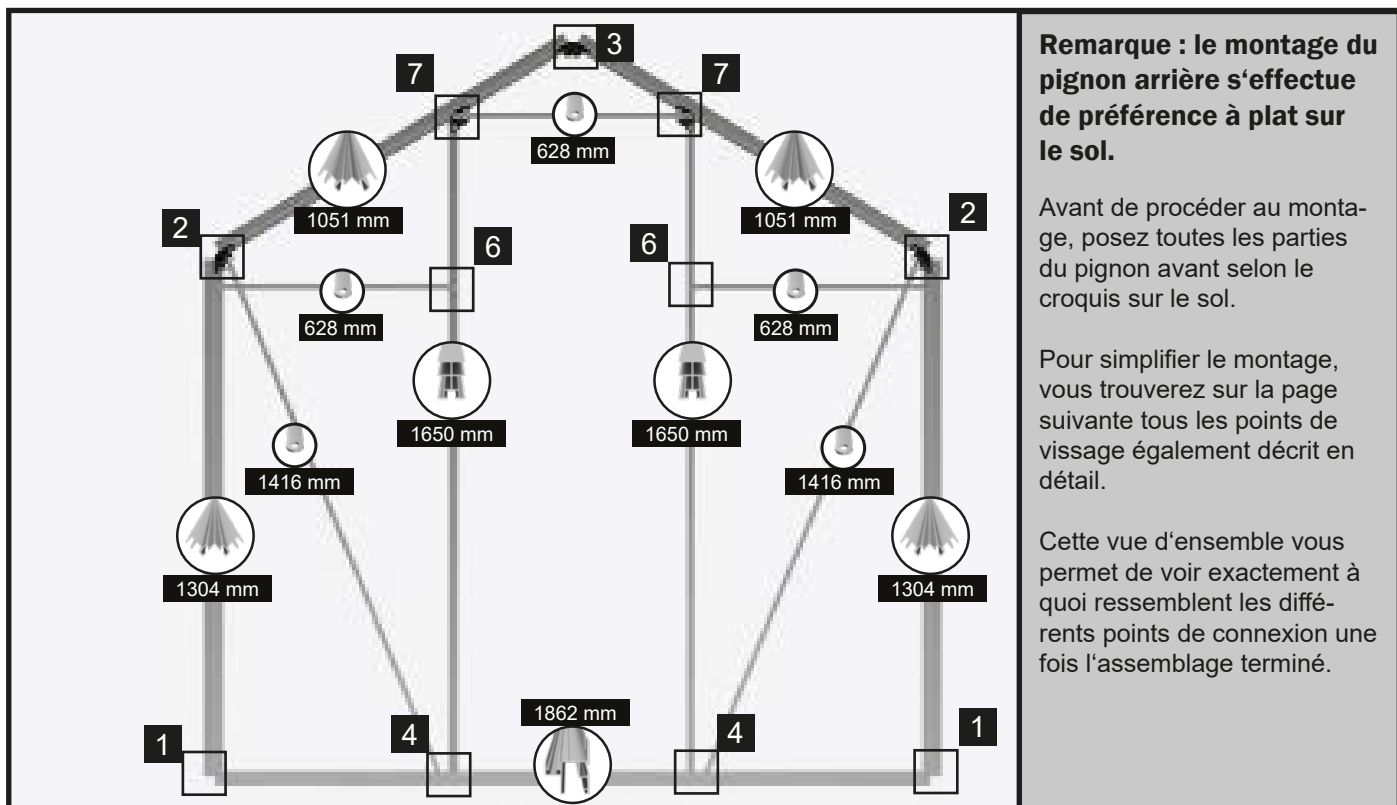 3
7
7
628 mm
1051 mm
1051 mm
2
2
6
6
628 mm
628 mm
1650 mm
1650 mm
1416 mm
1416 mm
1304 mm
1304 mm
1862 mm
1
4
4
1
Remarque : le montage du
pignon arrière s‘effectue
de préférence à plat sur
le sol.
Avant de procéder au monta-
ge, posez toutes les parties
du pignon avant selon le
croquis sur le sol.
Pour simplifier le montage,
vous trouverez sur la page
suivante tous les points de
vissage également décrit en
détail.
Cette vue d‘ensemble vous
permet de voir exactement à
quoi ressemblent les diffé-
rents points de connexion une
fois l‘assemblage terminé.